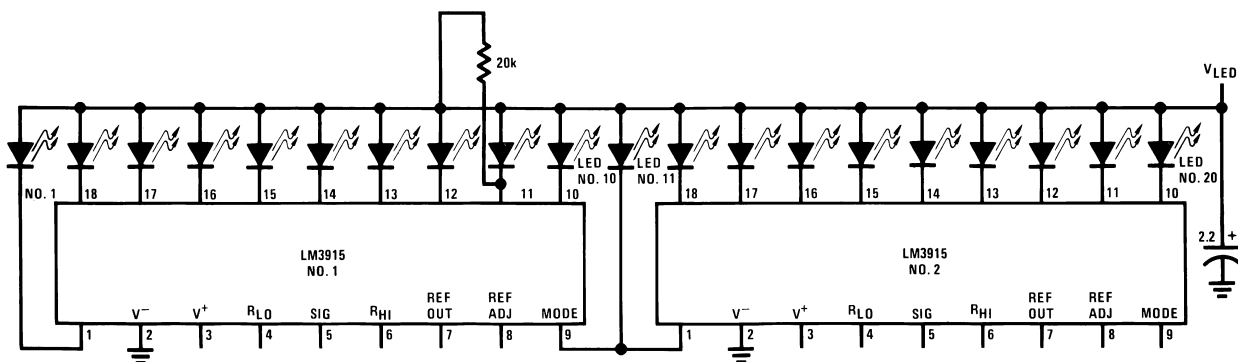 20k
V LED
LED NO. 10
LED NO. 11
LED NO. 20
NO. 1 18 17 16 15 14 13 12 11 10
18 17 16 15 14 13 12 11 10
2.2 +
LM3915
NO. 1
LM3915
NO. 2
V− V+ RLO SIG RHI REF OUT REF ADJ MODE
1 2 3 4 5 6 7 8 9
V− V+ RLO SIG RHI REF OUT REF ADJ MODE
1 2 3 4 5 6 7 8 9